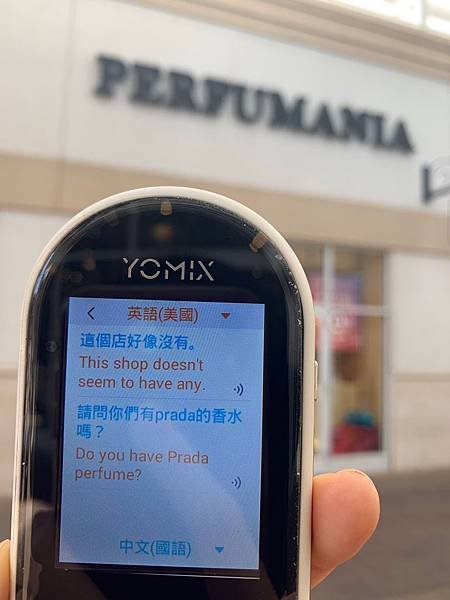 PERFUMANIA
YOMIX
英語(美國)
這個店好像沒有。
This shop doesn't
seem to have any.
請問你們有prada的香水
嗎？
Do you have Prada
perfume?
中文(國語)